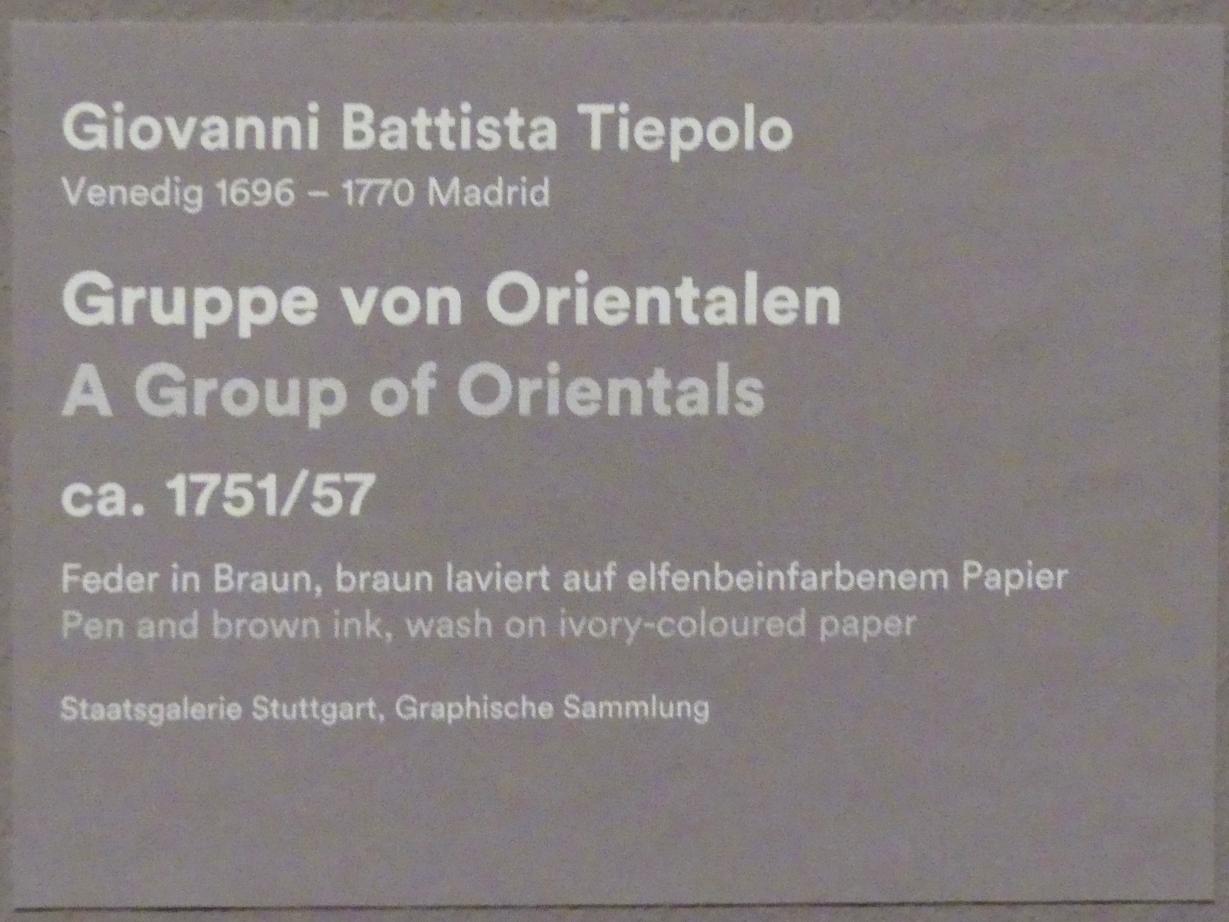 Giovanni Battista Tiepolo
Venedig 1696 – 1770 Madrid
Gruppe von Orientalen
A Group of Orientals
ca. 1751/57
Feder in Braun, braun laviert auf elfenbeinfarbenem Papier
Pen and brown ink, wash on ivory-coloured paper
Staatsgalerie Stuttgart, Graphische Sammlung